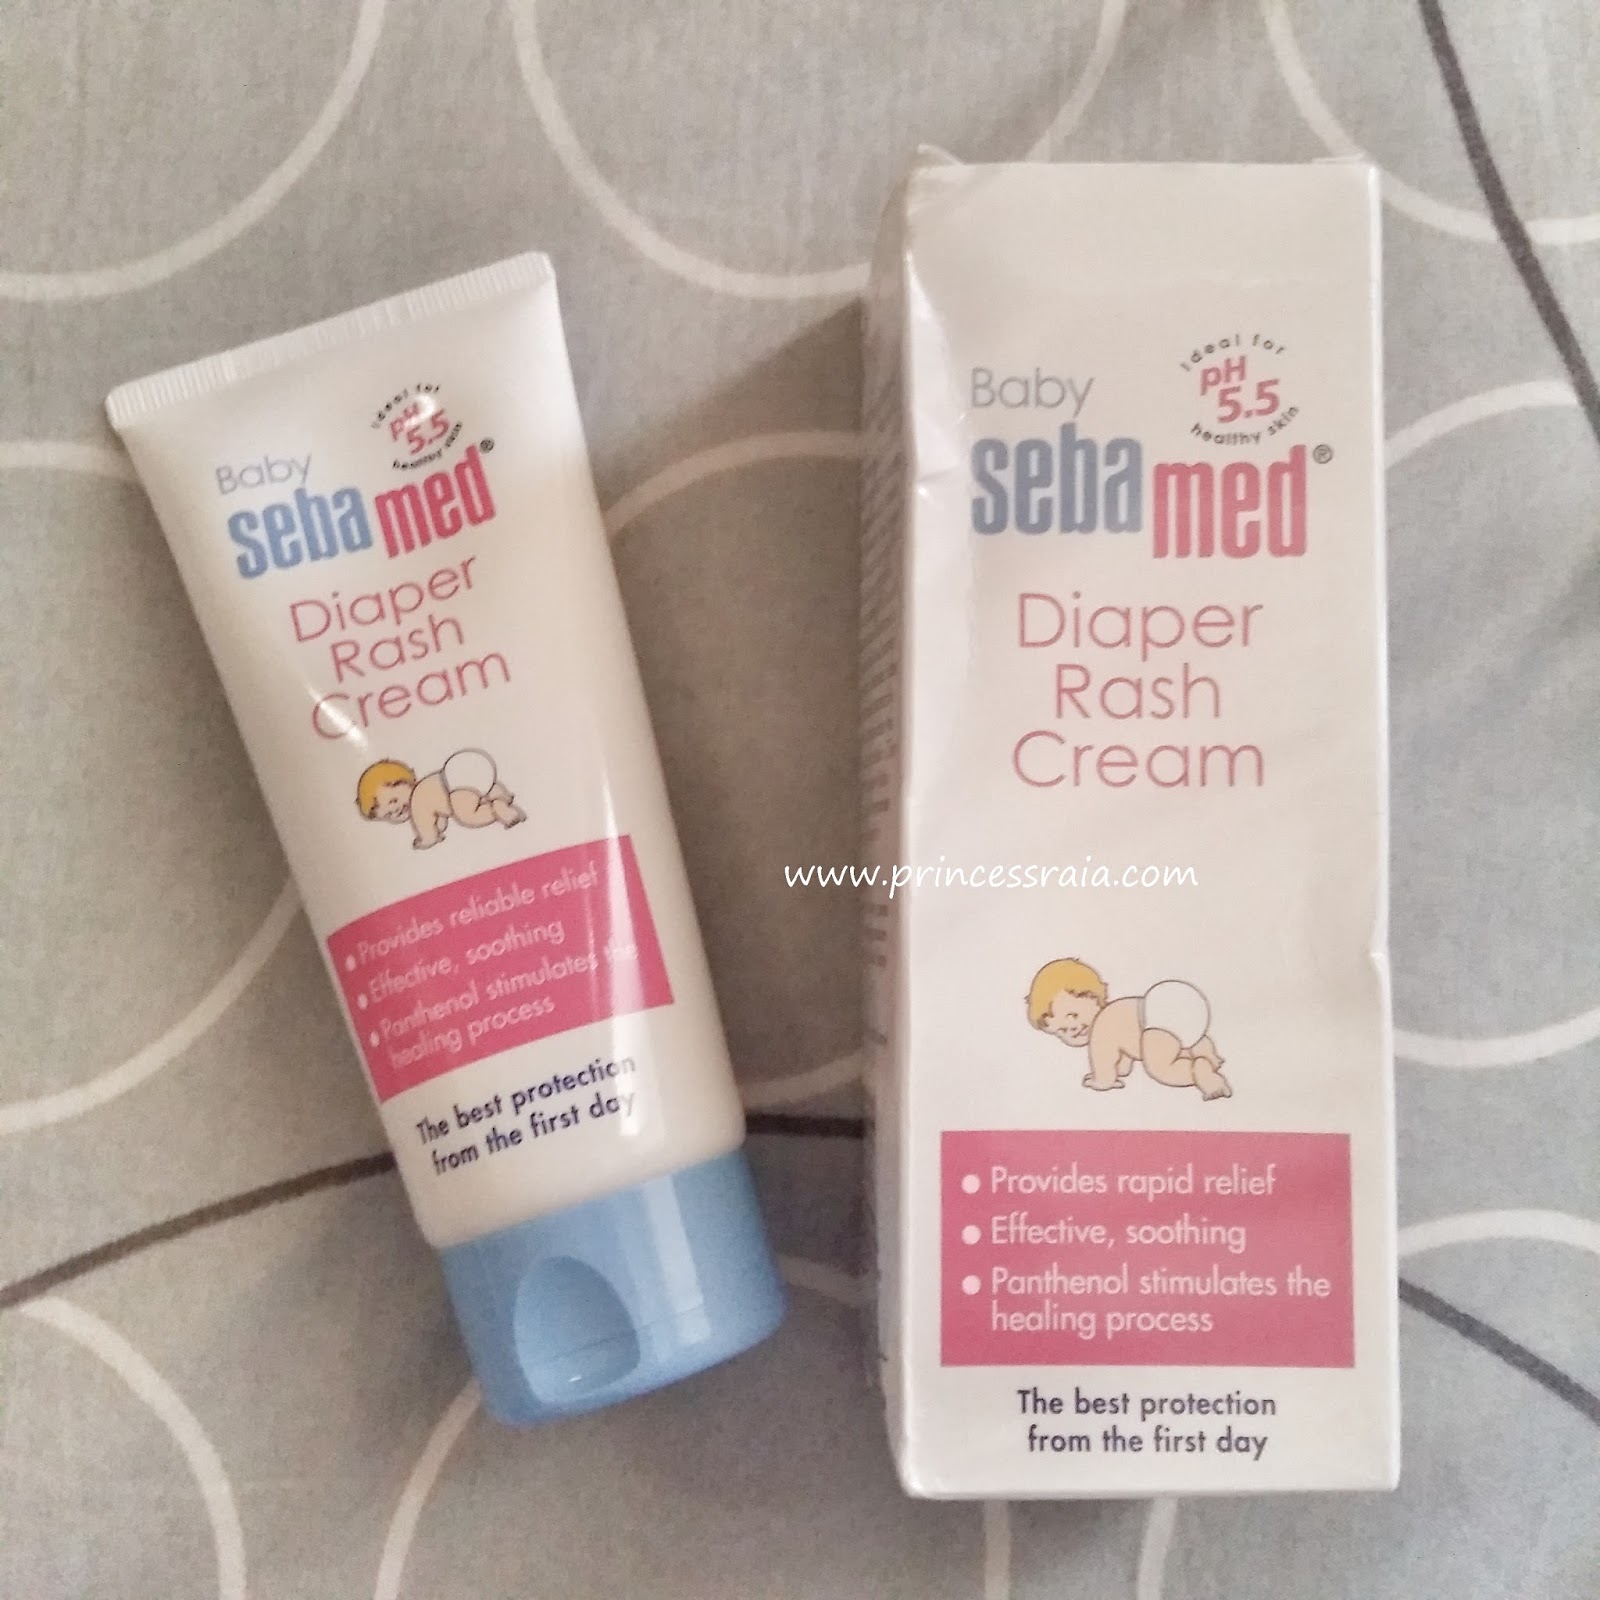 Baby
ideal for
pH
5.5
healthy skin
sebamed®
Diaper
Rash
Cream
• Provides reliable relief
• Effective, soothing
• Panthenol stimulates the
healing process
The best protection
from the first day
Baby
ideal for
pH
5.5
healthy skin
sebamed®
Diaper
Rash
Cream
www.princessraia.com
• Provides rapid relief
• Effective, soothing
• Panthenol stimulates the
healing process
The best protection
from the first day